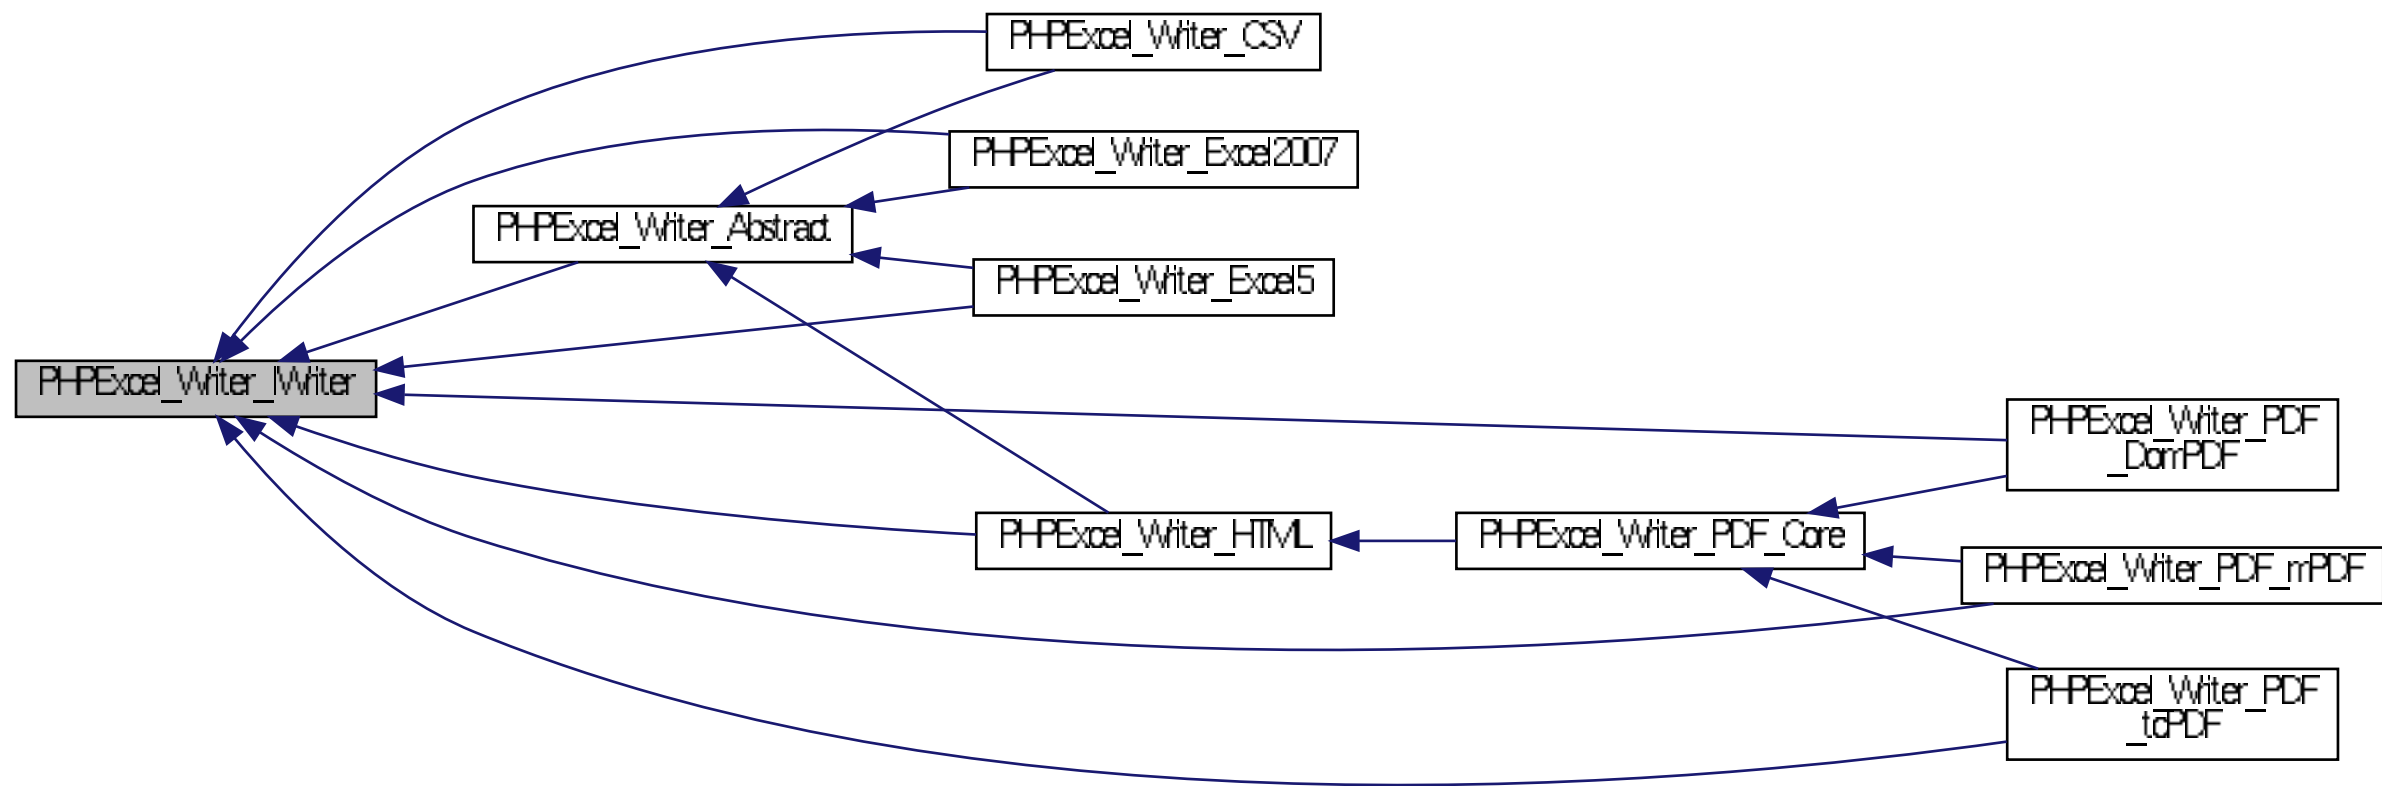 PHPExcel_Writer_CSV
PHPExcel_Writer_Excel2007
PHPExcel_Writer_Abstract
PHPExcel_Writer_Excel5
PHPExcel_Writer_IWriter
PHPExcel_Writer_PDF
_DomPDF
PHPExcel_Writer_HTML
PHPExcel_Writer_PDF_Core
PHPExcel_Writer_PDF_mPDF
PHPExcel_Writer_PDF
_tcPDF